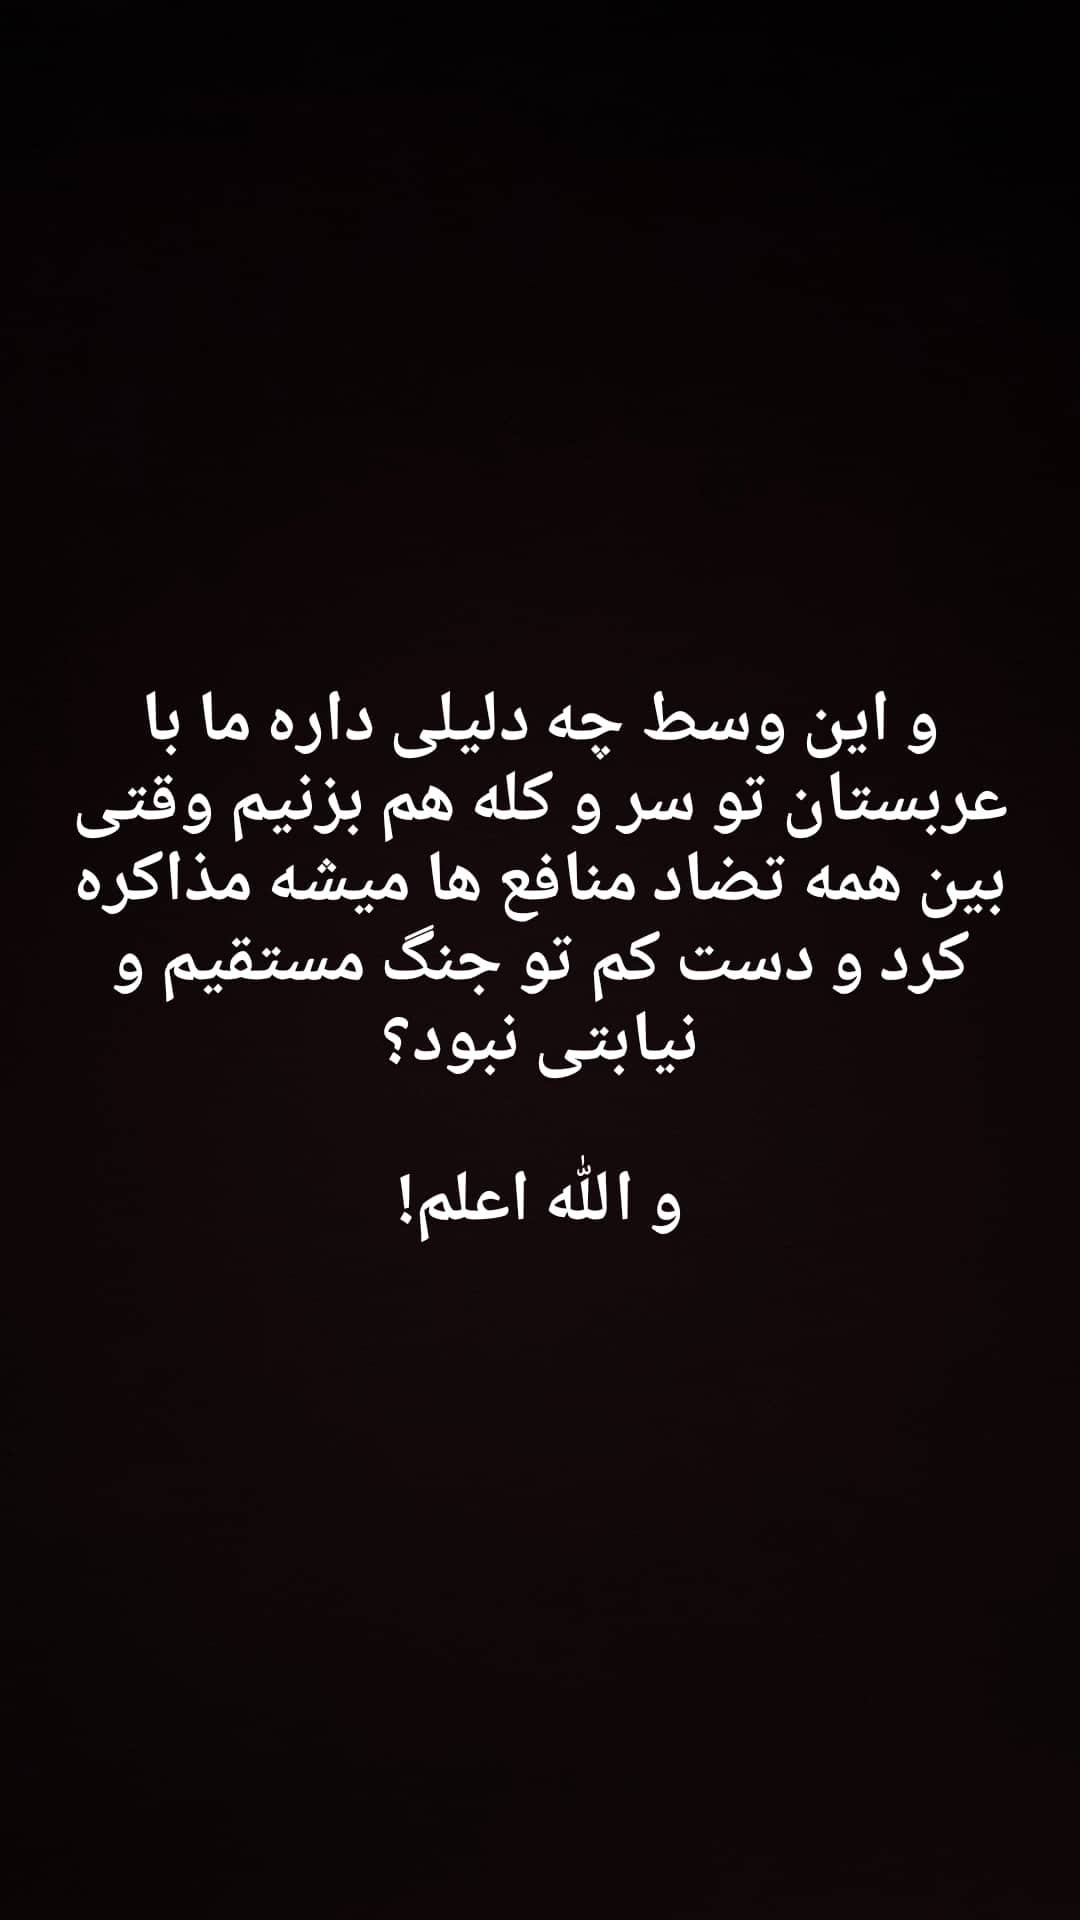 و این وسط چه دلیلی داره ما با
عربستان تو سر و کله هم بزنیم وقتی
بین همه تضاد منافع ها میشه مذاکره
کرد و دست کم تو جنگ مستقیم و
نیابتی نبود؟
و الله اعلم!